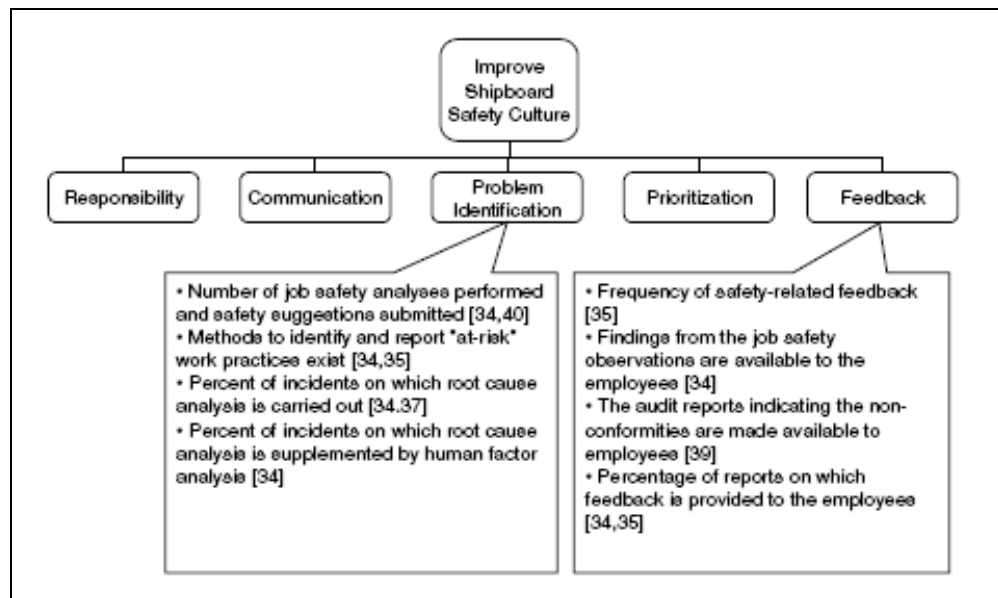 Improve
Shipboard
Safety Culture
Responsibility
Communication
Problem
Identification
Prioritization
Feedback
• Number of job safety analyses performed
and safety suggestions submitted [34,40]
• Methods to identify and report "at-risk"
work practices exist [34,35]
• Percent of incidents on which root cause
analysis is carried out [34.37]
• Percent of incidents on which root cause
analysis is supplemented by human factor
analysis [34]
• Frequency of safety-related feedback
[35]
• Findings from the job safety
observations are available to the
employees [34]
• The audit reports indicating the non-
conformities are made available to
employees [39]
• Percentage of reports on which
feedback is provided to the employees
[34,35]